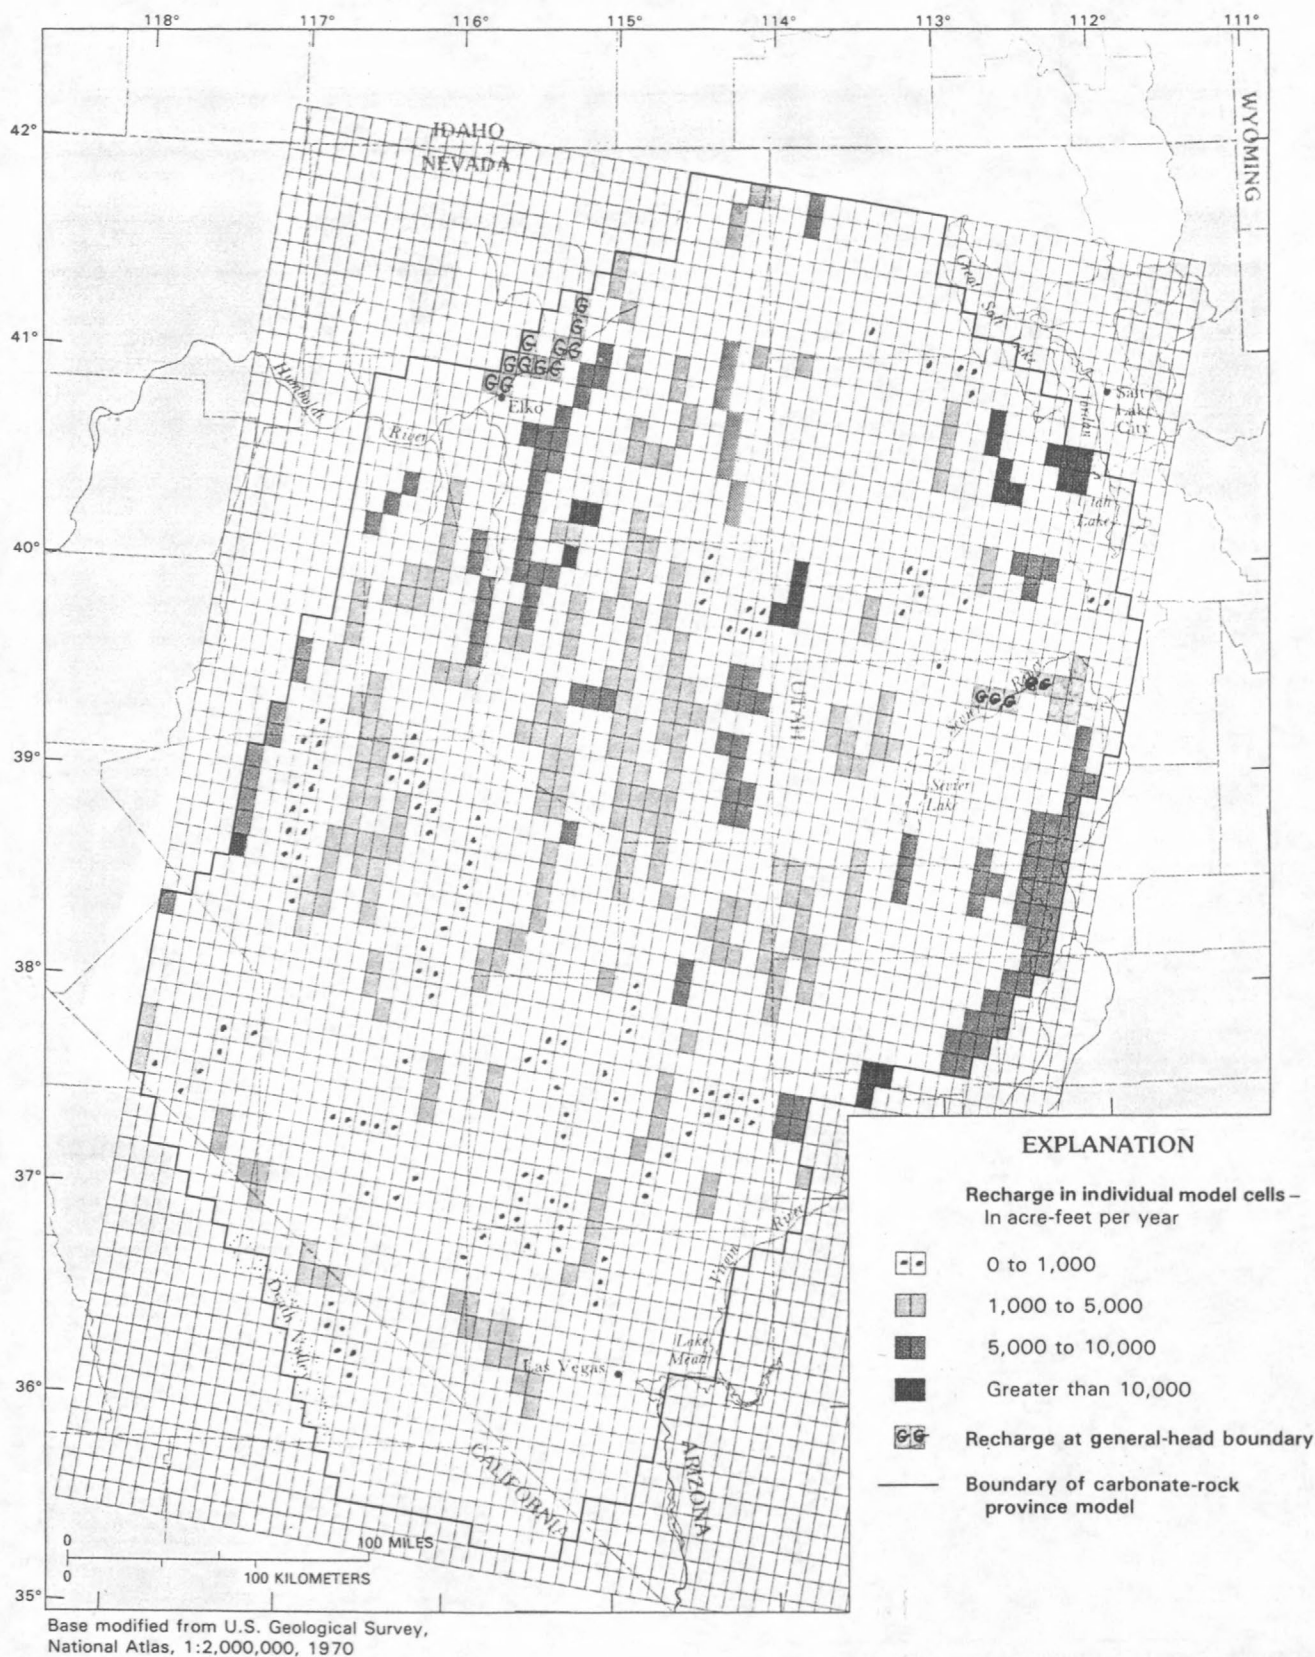 118° 117° 116° 115° 114° 113° 112° 111°
42°
IDAHO
NEVADA
WYOMING
Great Salt Lake
41°
Humboldt
River
Elko
Salt
Lake
City
Jordan
Utah
Lake
40°
UTAH
Sevier
River
39°
Sevier
Lake
38°
37°
Virgin River
Death Valley
Lake
Mead
Las Vegas
36°
CALIFORNIA
ARIZONA
35°
0 100 MILES
0 100 KILOMETERS
EXPLANATION
Recharge in individual model cells –
In acre-feet per year
0 to 1,000
1,000 to 5,000
5,000 to 10,000
Greater than 10,000
G G Recharge at general-head boundary
Boundary of carbonate-rock
province model
Base modified from U.S. Geological Survey,
National Atlas, 1:2,000,000, 1970